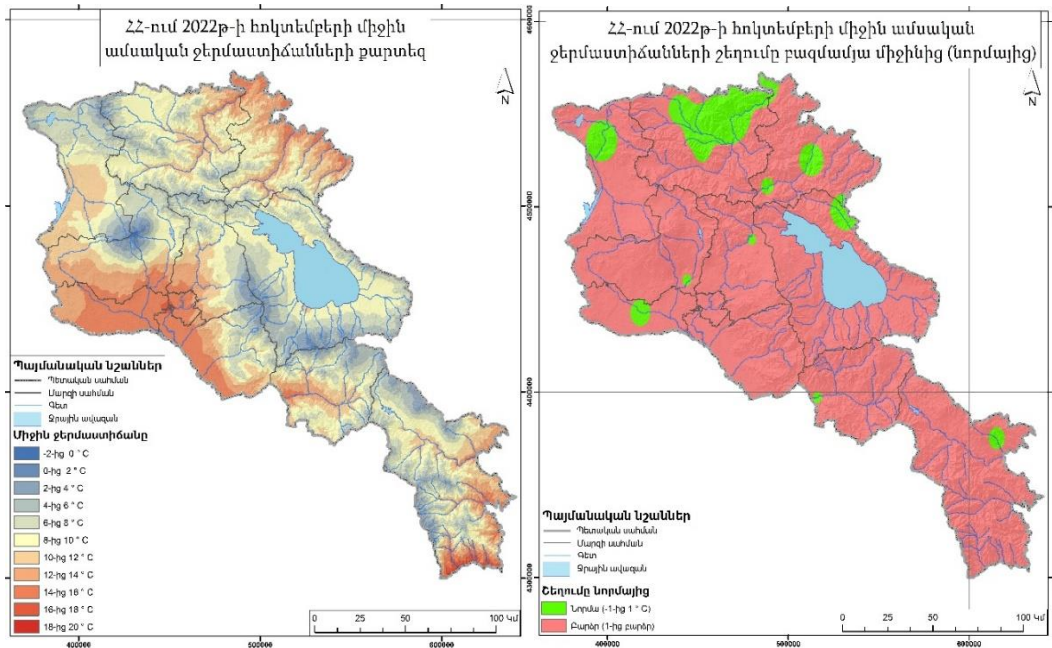 ՀՀ-ում 2022թ-ի հոկտեմբերի միջին
ամսական ջերմաստիճանների քարտեզ
N
4600000
4500000
4400000
4300000
Պայմանական նշաններ
Պետական սահման
Մարզի սահման
Գետ
Ջրային ավազան
Միջին ջերմաստիճանը
-2-ից 0 °C
0-ից 2 °C
2-ից 4 °C
4-ից 6 °C
6-ից 8 °C
8-ից 10 °C
10-ից 12 °C
12-ից 14 °C
14-ից 16 °C
16-ից 18 °C
18-ից 20 °C
0 25 50 100 Կմ
400000 500000 600000
ՀՀ-ում 2022թ-ի հոկտեմբերի միջին ամսական
ջերմաստիճանների շեղումը բազմամյա միջինից (նորմայից)
N
Պայմանական նշաններ
Պետական սահման
Մարզի սահման
Գետ
Ջրային ավազան
Շեղումը նորմայից
Նորմա (-1-ից 1 °C)
Բարձր (1-ից բարձր)
0 25 50 100 Կմ
400000 500000 600000